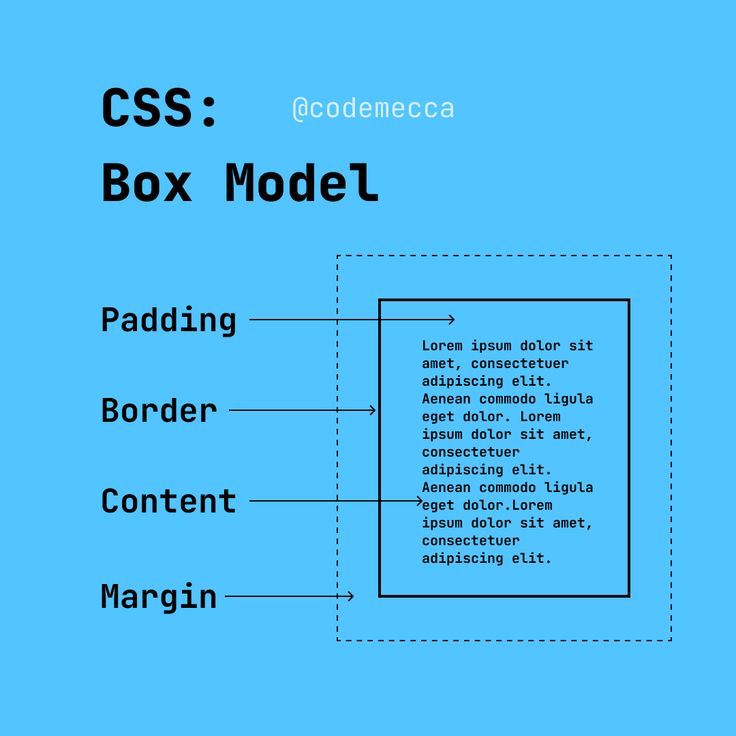 CSS:
@codemecca
Box Model
Padding
Border
Content
Margin
Lorem ipsum dolor sit
amet, consectetuer
adipiscing elit.
Aenean commodo ligula
eget dolor. Lorem
ipsum dolor sit amet,
consectetuer
adipiscing elit.
Aenean commodo ligula
eget dolor.Lorem
ipsum dolor sit amet,
consectetuer
adipiscing elit.